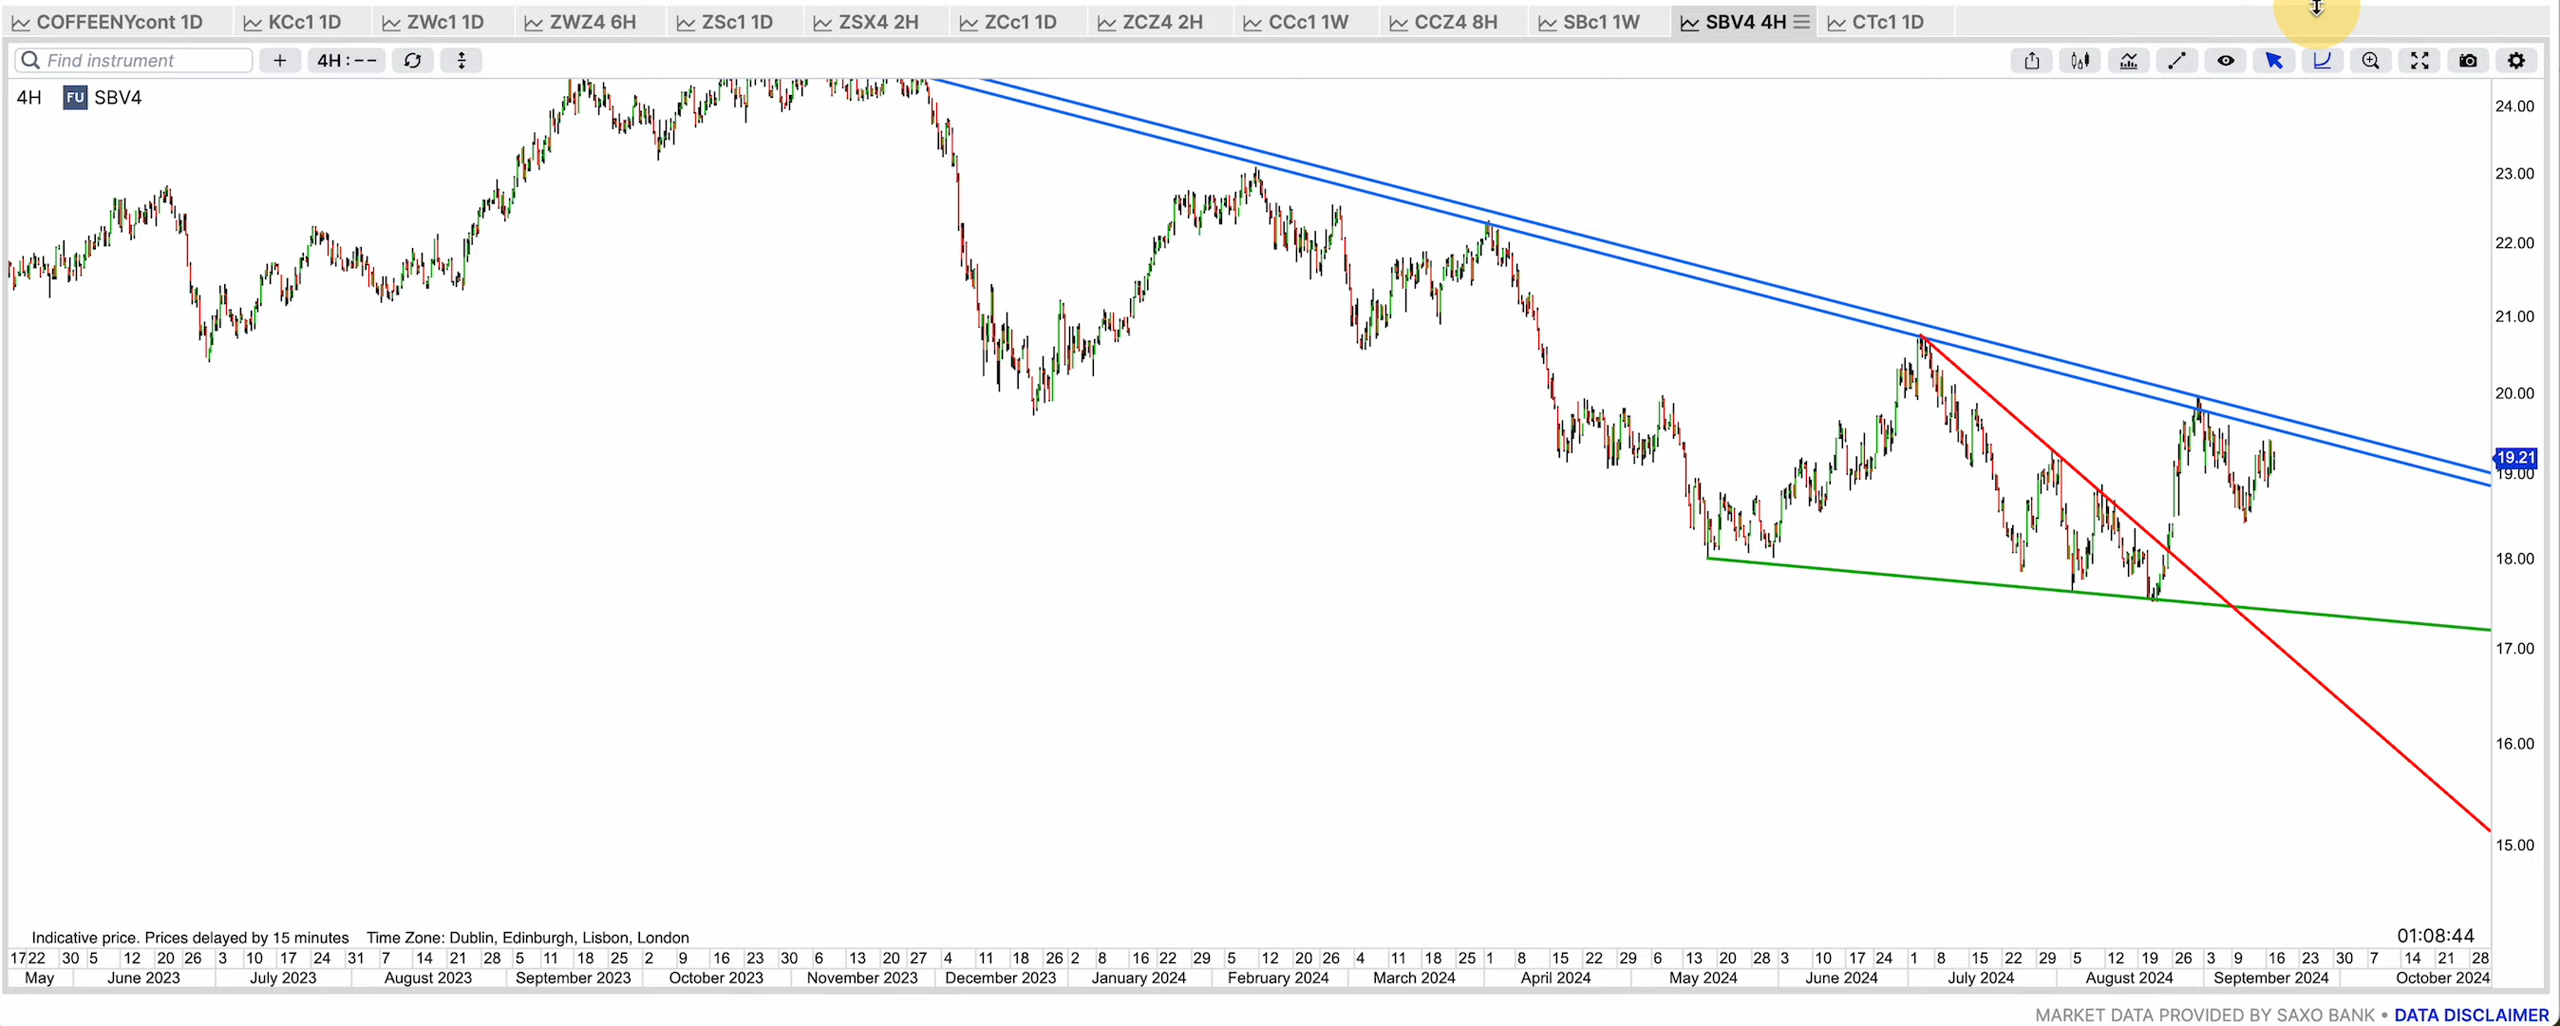 COFFEENYcont 1D KCc1 1D ZWc1 1D ZWZ4 6H ZSc1 1D ZSX4 2H ZCc1 1D ZCZ4 2H CCc1 1W CCZ4 8H SBc1 1W SBV4 4H CTc1 1D
Find instrument + 4H : --
4H FU SBV4
24.00
23.00
22.00
21.00
20.00
19.21
19.00
18.00
17.00
16.00
15.00
Indicative price. Prices delayed by 15 minutes Time Zone: Dublin, Edinburgh, Lisbon, London 01:08:44
17 22 30 5 12 20 26 3 10 17 24 31 7 14 21 28 5 11 18 25 2 9 16 23 30 6 13 20 27 4 11 18 26 2 8 16 22 29 5 12 20 26 4 11 18 25 1 8 15 22 29 6 13 20 28 3 10 17 24 1 8 15 22 29 5 12 19 26 3 9 16 23 30 7 14 21 28
May June 2023 July 2023 August 2023 September 2023 October 2023 November 2023 December 2023 January 2024 February 2024 March 2024 April 2024 May 2024 June 2024 July 2024 August 2024 September 2024 October 2024
MARKET DATA PROVIDED BY SAXO BANK • DATA DISCLAIMER